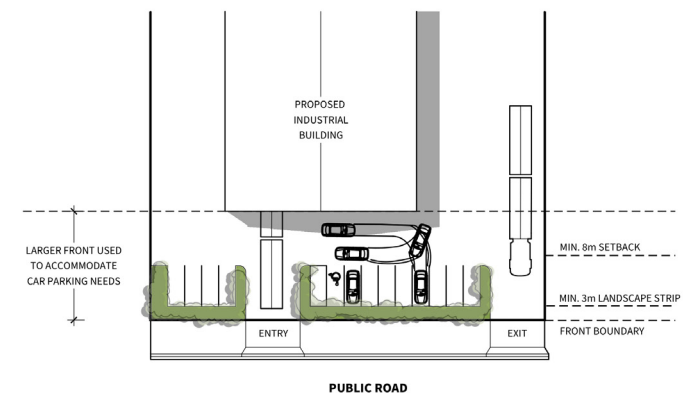 PROPOSED
INDUSTRIAL
BUILDING
LARGER FRONT USED
TO ACCOMMODATE
CAR PARKING NEEDS
MIN. 8m SETBACK
MIN. 3m LANDSCAPE STRIP
FRONT BOUNDARY
ENTRY
EXIT
PUBLIC ROAD